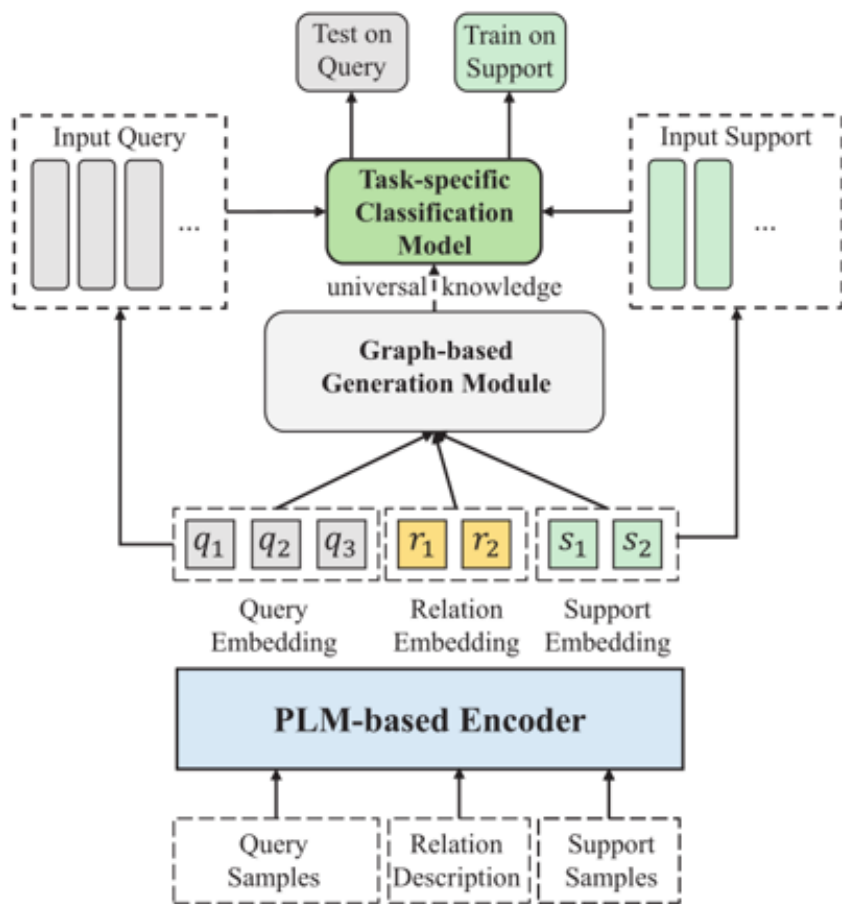 Test on
Query
Train on
Support
Input Query
...
Input Support
...
Task-specific
Classification
Model
universal knowledge
Graph-based
Generation Module
q₁ q₂ q₃
r₁ r₂
s₁ s₂
Query
Embedding
Relation
Embedding
Support
Embedding
PLM-based Encoder
Query
Samples
Relation
Description
Support
Samples